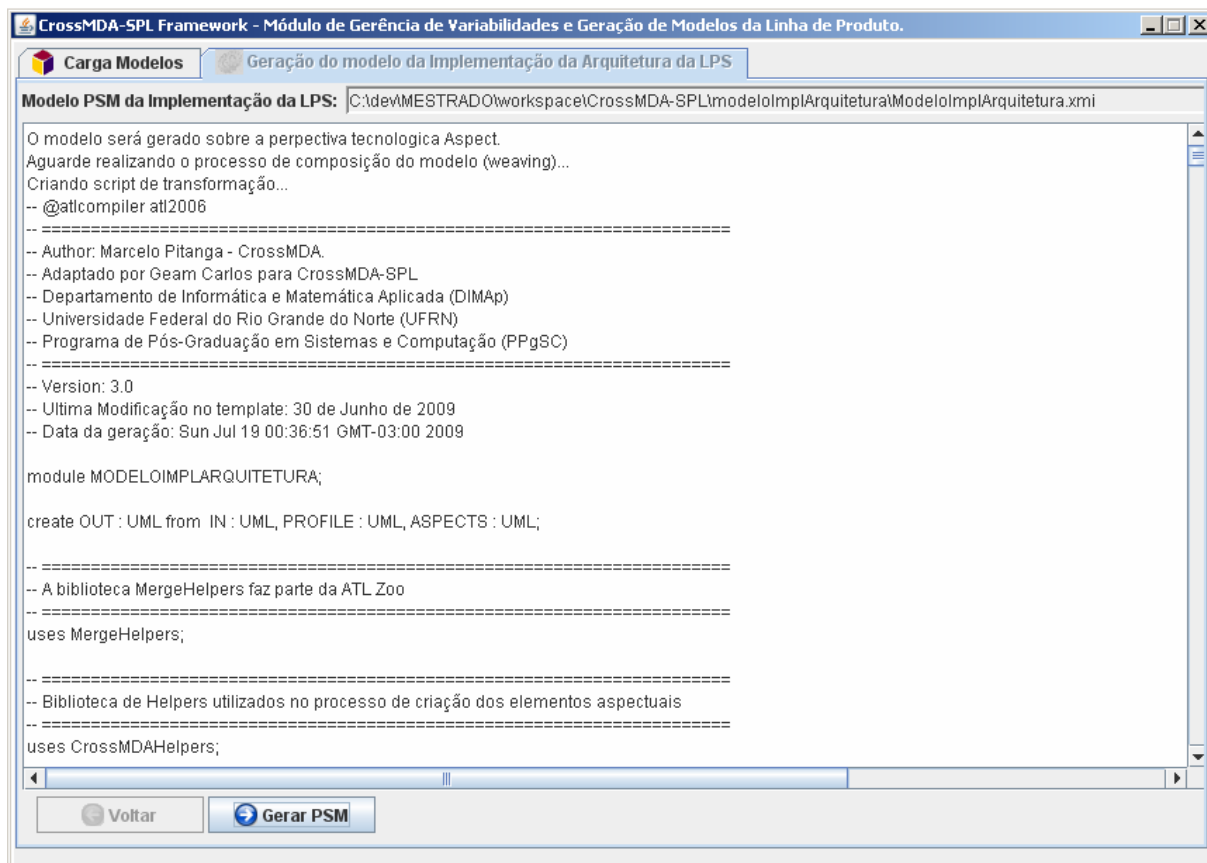 CrossMDA-SPL Framework - Módulo de Gerência de Variabilidades e Geração de Modelos da Linha de Produto.
Carga Modelos
Geração do modelo da Implementação da Arquitetura da LPS
Modelo PSM da Implementação da LPS: C:\dev\MESTRADO\workspace\CrossMDA-SPL\modeloImplArquitetura\ModeloImplArquitetura.xmi
O modelo será gerado sobre a perpectiva tecnologica Aspect.
Aguarde realizando o processo de composição do modelo (weaving)...
Criando script de transformação...
-- @atlcompiler atl2006
-- ======================================================================
-- Author: Marcelo Pitanga - CrossMDA.
-- Adaptado por Geam Carlos para CrossMDA-SPL
-- Departamento de Informática e Matemática Aplicada (DIMAp)
-- Universidade Federal do Rio Grande do Norte (UFRN)
-- Programa de Pós-Graduação em Sistemas e Computação (PPgSC)
-- ======================================================================
-- Version: 3.0
-- Ultima Modificação no template: 30 de Junho de 2009
-- Data da geração: Sun Jul 19 00:36:51 GMT-03:00 2009
module MODELOIMPLARQUITETURA;
create OUT : UML from  IN : UML, PROFILE : UML, ASPECTS : UML;
-- ======================================================================
-- A biblioteca MergeHelpers faz parte da ATL Zoo
-- ======================================================================
uses MergeHelpers;
-- ======================================================================
-- Biblioteca de Helpers utilizados no processo de criação dos elementos aspectuais
-- ======================================================================
uses CrossMDAHelpers;
Voltar
Gerar PSM